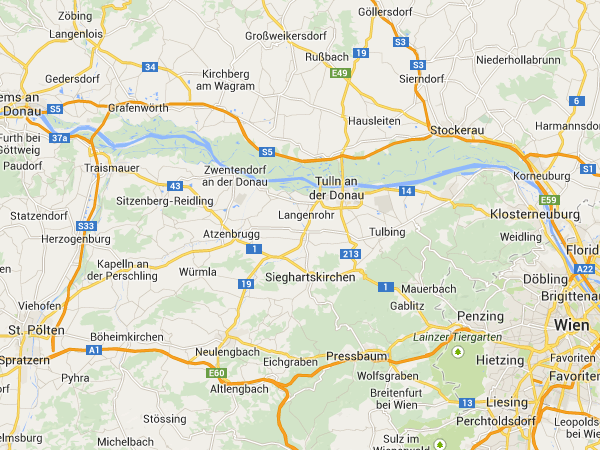 Zöbing
Langenlois
Göllersdorf
Großweikersdorf
Rußbach
19
S3
E49
S3
34
Gedersdorf
Kirchberg
am Wagram
Sierndorf
Niederhollabrunn
6
ems an
Donau
S5
Grafenwörth
Hausleiten
Stockerau
Harmannsdorf
Furth bei
Göttweig
37a
Paudorf
S5
Traismauer
Zwentendorf
an der Donau
Tulln an
der Donau
14
Korneuburg
S1
43
Sitzenberg-Reidling
E59
Statzendorf
Langenrohr
Klosterneuburg
S33
Herzogenburg
Atzenbrugg
Tulbing
Weidling
1
213
Florid
Kapelln an
der Perschling
Würmla
Sieghartskirchen
A22
Döbling
Brigittenau
19
1
Mauerbach
Viehofen
Gablitz
Penzing
St. Pölten
Böheimkirchen
Lainzer Tiergarten
Wien
Spratzern
A1
Neulengbach
Pressbaum
Hietzing
Favoriten
Eichgraben
Pyhra
E60
Wolfsgraben
Favoriten
Altlengbach
Breitenfurt
bei Wien
13
Liesing
Stössing
Perchtoldsdorf
Leopolds
elmsburg
Michelbach
Sulz im
Wienerwald